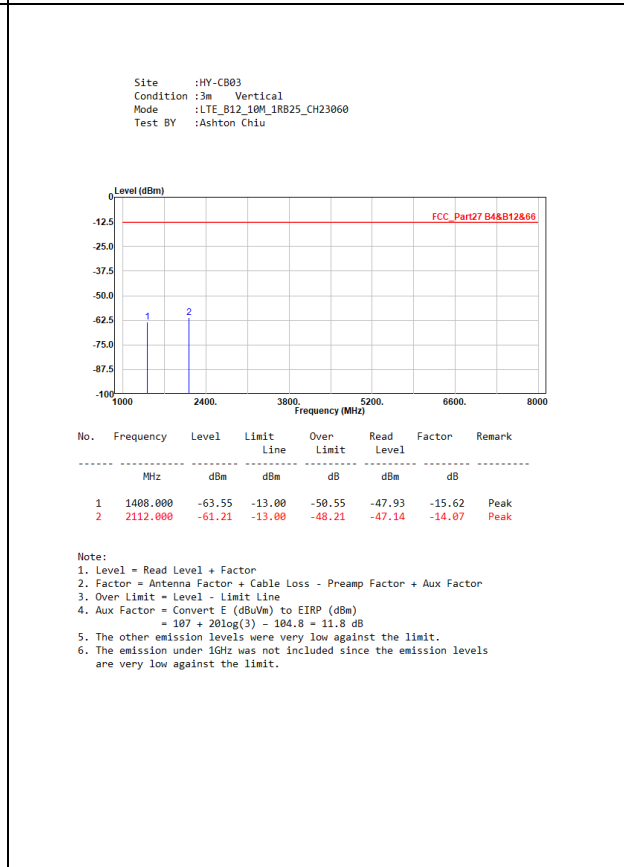 Site :HY-CB03
Condition :3m Vertical
Mode :LTE_B12_10M_1RB25_CH23060
Test BY :Ashton Chiu
Level (dBm)
0
FCC_Part27 B4&B12&66
-12.5
-25.0
-37.5
-50.0
-62.5
1
2
-75.0
-87.5
-100
1000 2400. 3800. 5200. 6600. 8000
Frequency (MHz)
No. Frequency Level Limit Over Read Factor Remark
Line Limit Level
------ ----------- -------- --------- --------- -------- -------- ---------
MHz dBm dBm dB dBm dB
1 1408.000 -63.55 -13.00 -50.55 -47.93 -15.62 Peak
2 2112.000 -61.21 -13.00 -48.21 -47.14 -14.07 Peak
Note:
1. Level = Read Level + Factor
2. Factor = Antenna Factor + Cable Loss - Preamp Factor + Aux Factor
3. Over Limit = Level - Limit Line
4. Aux Factor = Convert E (dBuVm) to EIRP (dBm)
= 107 + 20log(3) – 104.8 = 11.8 dB
5. The other emission levels were very low against the limit.
6. The emission under 1GHz was not included since the emission levels
are very low against the limit.